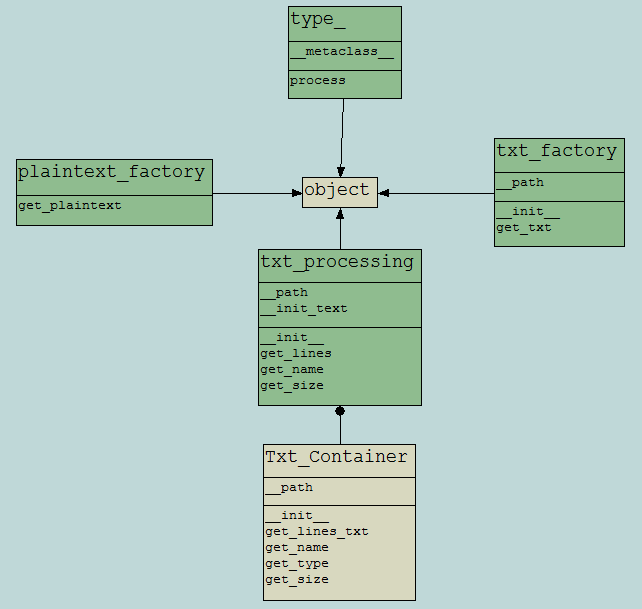 type_
__metaclass__
process
plaintext_factory
get_plaintext
object
txt_factory
__path
__init__
get_txt
txt_processing
__path
__init_text
__init__
get_lines
get_name
get_size
Txt_Container
__path
__init__
get_lines_txt
get_name
get_type
get_size